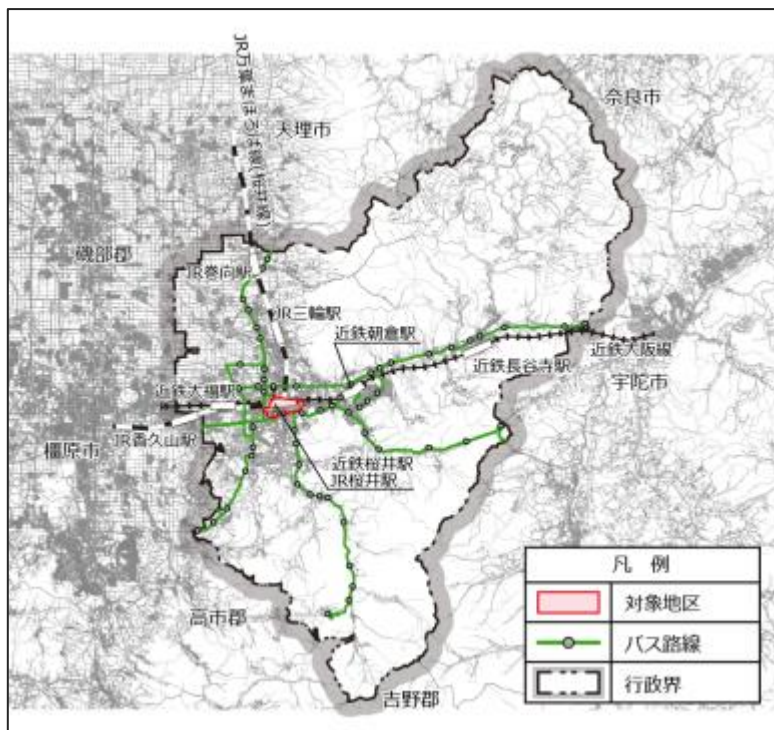 JR万葉まほろば線(桜井線)
奈良市
天理市
磯部郡
JR巻向駅
JR三輪駅
近鉄朝倉駅
近鉄大阪線
近鉄長谷寺駅
近鉄大福駅
宇陀市
JR香久山駅
橿原市
近鉄桜井駅
JR桜井駅
高市郡
吉野郡
凡 例
対象地区
バス路線
行政界